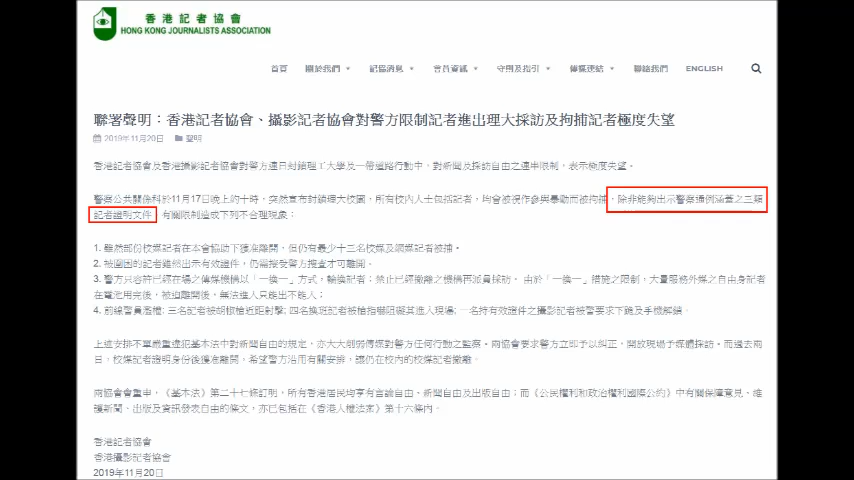 香港記者協會
HONG KONG JOURNALISTS ASSOCIATION
首頁 關於我們 記協消息 會員資訊 守則及指引 傳媒連結 聯絡我們 ENGLISH
聯署聲明：香港記者協會、攝影記者協會對警方限制記者進出理大採訪及拘捕記者極度失望
2019年11月20日 聲明
香港記者協會及香港攝影記者協會對警方連日封鎖理工大學及一帶道路行動中，對新聞及採訪自由之連串限制，表示極度失望。
警察公共關係科於11月17日晚上約十時，突然宣布封鎖理大校園，所有校內人士包括記者，均會被視作參與暴動而被拘捕，除非能夠出示警察通例涵蓋之三類
記者證明文件。有關限制造成下列不合理現象：
1. 雖然部份校媒記者在本會協助下獲准離開，但仍有最少十三名校媒及網媒記者被捕。
2. 被圍困的記者雖然出示有效證件，仍需接受警方搜查才可離開。
3. 警方只容許已經在場之傳媒機構以「一換一」方式，輪換記者；禁止已經撤離之機構再派員採訪。 由於「一換一」措施之限制，大量服務外媒之自由身記者
在電池用完後，被迫離開後，無法進入只能出不能入；
4. 前線警員濫權: 三名記者被胡椒槍近距射擊; 四名換班記者被槍指嚇阻礙其進入現場; 一名持有效證件之攝影記者被警要求下跪及手機解鎖。
上述安排不單嚴重違犯基本法中對新聞自由的規定，亦大大削弱傳媒對警方任何行動之監察。兩協會要求警方立即予以糾正，開放現場予媒體採訪。而過去兩
日，校媒記者證明身份後獲准離開，希望警方沿用有關安排，讓仍在校內的校媒記者撤離。
兩協會會重申，《基本法》第二十七條訂明，所有香港居民均享有言論自由、新聞自由及出版自由；而《公民權利和政治權利國際公約》中有關保障意見、維
護新聞、出版及資訊發表自由的條文，亦已包括在《香港人權法案》第十六條內。
香港記者協會
香港攝影記者協會
2019年11月20日